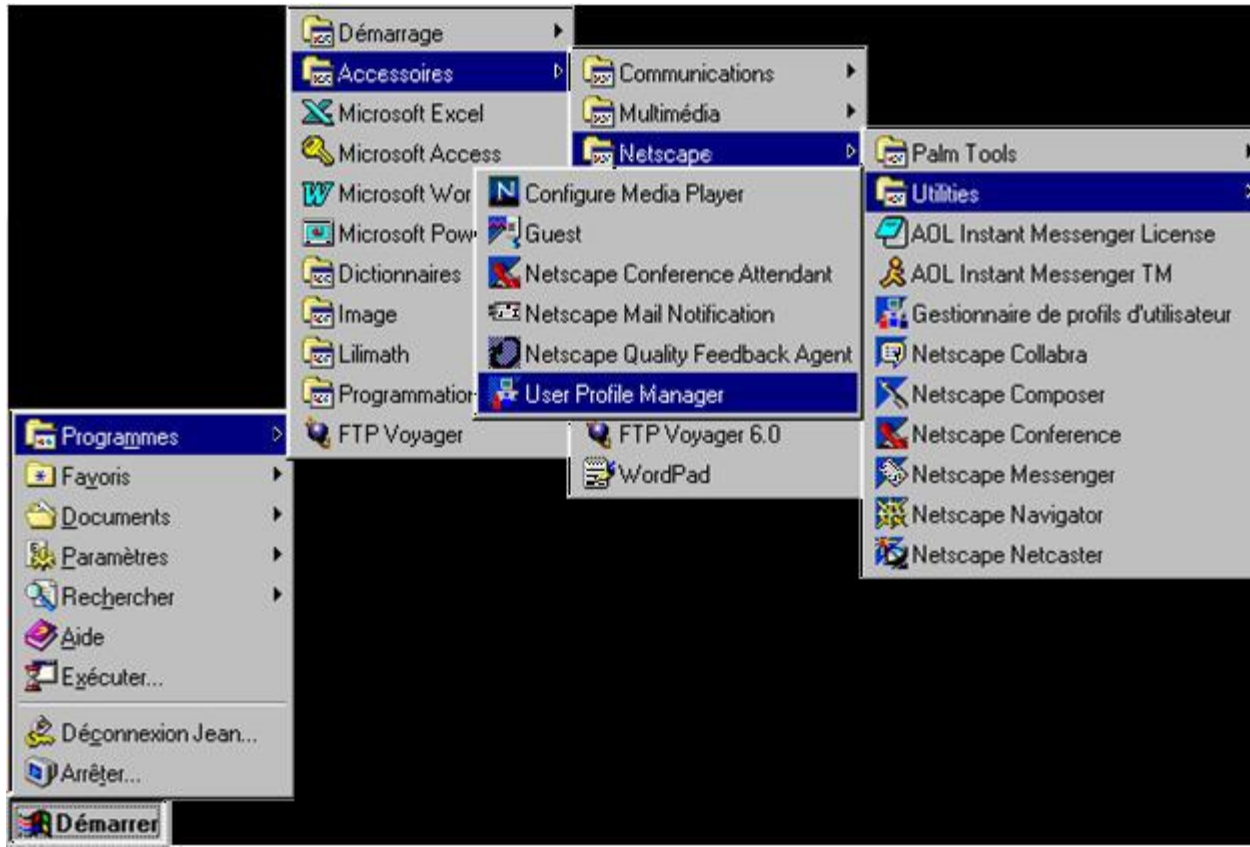 Démarrage
Accessoires
Microsoft Excel
Microsoft Access
Microsoft Wor
Microsoft Pow
Dictionnaires
Image
Lilimath
Programmation
FTP Voyager
Communications
Multimédia
Netscape
FTP Voyager 6.0
WordPad
Palm Tools
Utilities
AOL Instant Messenger License
AOL Instant Messenger TM
Gestionnaire de profils d'utilisateur
Netscape Collabra
Netscape Composer
Netscape Conference
Netscape Messenger
Netscape Navigator
Netscape Netcaster
Configure Media Player
Guest
Netscape Conference Attendant
Netscape Mail Notification
Netscape Quality Feedback Agent
User Profile Manager
Programmes
Favoris
Documents
Paramètres
Rechercher
Aide
Exécuter...
Déconnexion Jean...
Arrêter...
Démarrer